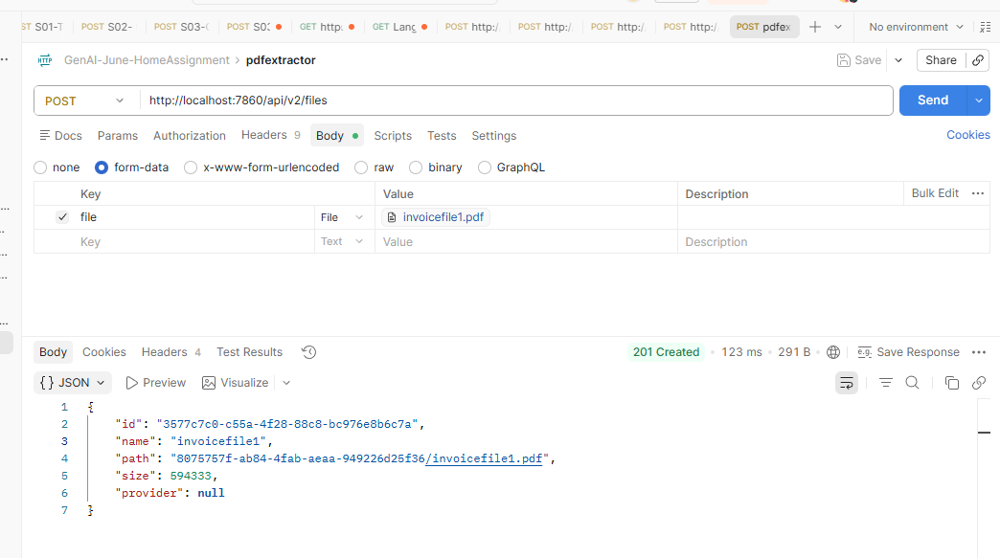 ST S01-T POST S02- POST S03-( POST S0: GET http: GET Lang POST http:/ POST http:/ POST http:/ POST http:/ POST pdfex No environment
HTTP GenAI-June-HomeAssignment > pdfextractor Save Share
POST http://localhost:7860/api/v2/files Send
Docs Params Authorization Headers 9 Body Scripts Tests Settings Cookies
none form-data x-www-form-urlencoded raw binary GraphQL
Key Value Description Bulk Edit ...
file File invoicefile1.pdf
Key Text Value Description
Body Cookies Headers 4 Test Results 201 Created • 123 ms • 291 B e.g. Save Response ...
{} JSON Preview Visualize
1 {
2 "id": "3577c7c0-c55a-4f28-88c8-bc976e8b6c7a",
3 "name": "invoicefile1",
4 "path": "8075757f-ab84-4fab-aeaa-949226d25f36/invoicefile1.pdf",
5 "size": 594333,
6 "provider": null
7 }